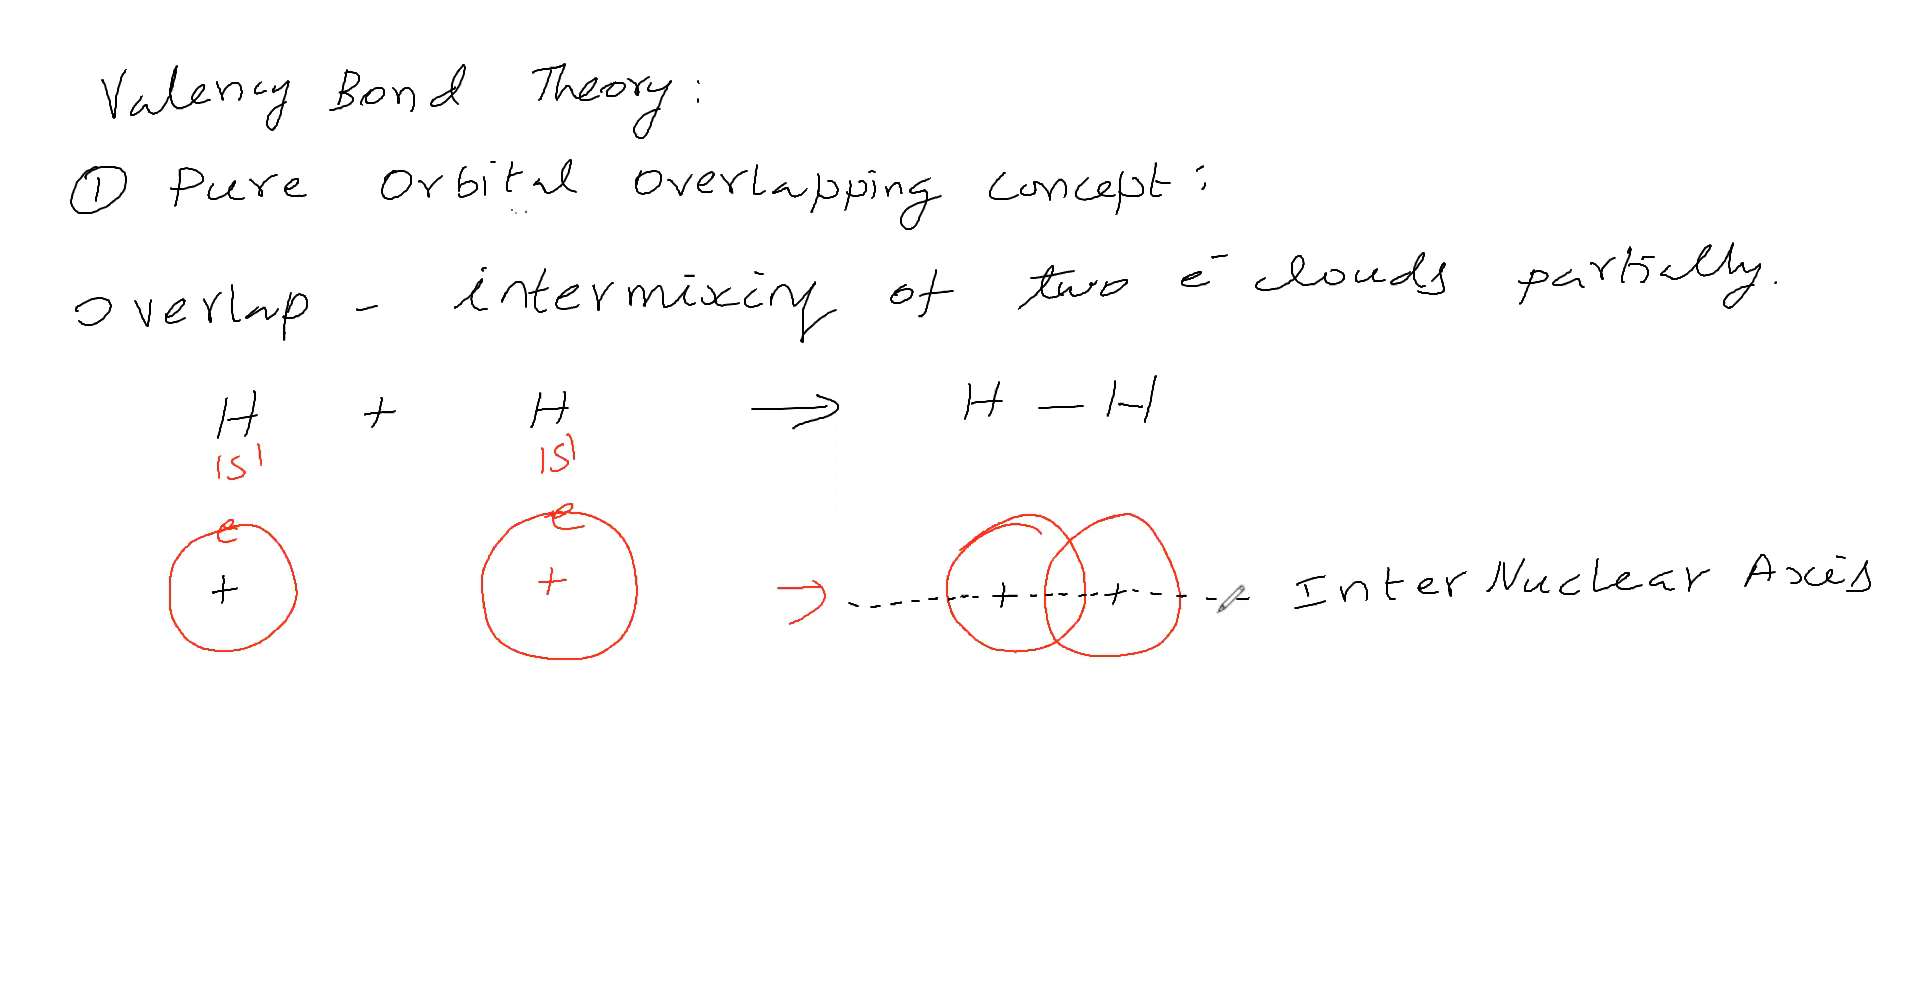 Valency Bond Theory:
① Pure Orbital Overlapping concept:
Overlap - intermixing of two e⁻ clouds partially.
H + H → H - H
1s¹ 1s¹
e e
+ + → + + Inter Nuclear Axis